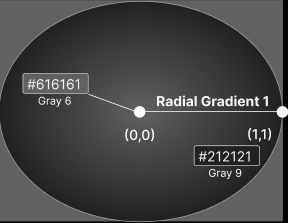 #616161
Gray 6
Radial Gradient 1
(0,0)
(1,1)
#212121
Gray 9